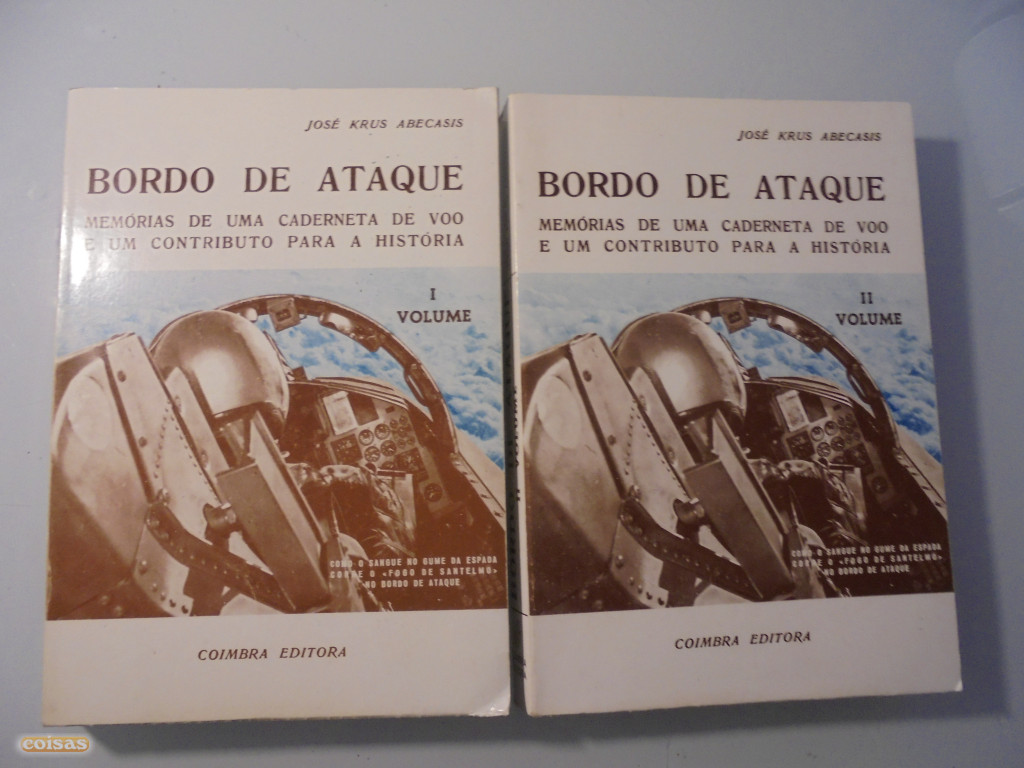 JOSÉ KRUS ABECASIS
BORDO DE ATAQUE
MEMÓRIAS DE UMA CADERNETA DE VOO
E UM CONTRIBUTO PARA A HISTÓRIA
I
VOLUME
COMO O SANGUE NO GUME DA ESPADA
CORRE O «FOGO DE SANTELMO»
NO BORDO DE ATAQUE
COIMBRA EDITORA
JOSÉ KRUS ABECASIS
BORDO DE ATAQUE
MEMÓRIAS DE UMA CADERNETA DE VOO
E UM CONTRIBUTO PARA A HISTÓRIA
II
VOLUME
COMO O SANGUE NO GUME DA ESPADA
CORRE O «FOGO DE SANTELMO»
NO BORDO DE ATAQUE
COIMBRA EDITORA
coisas